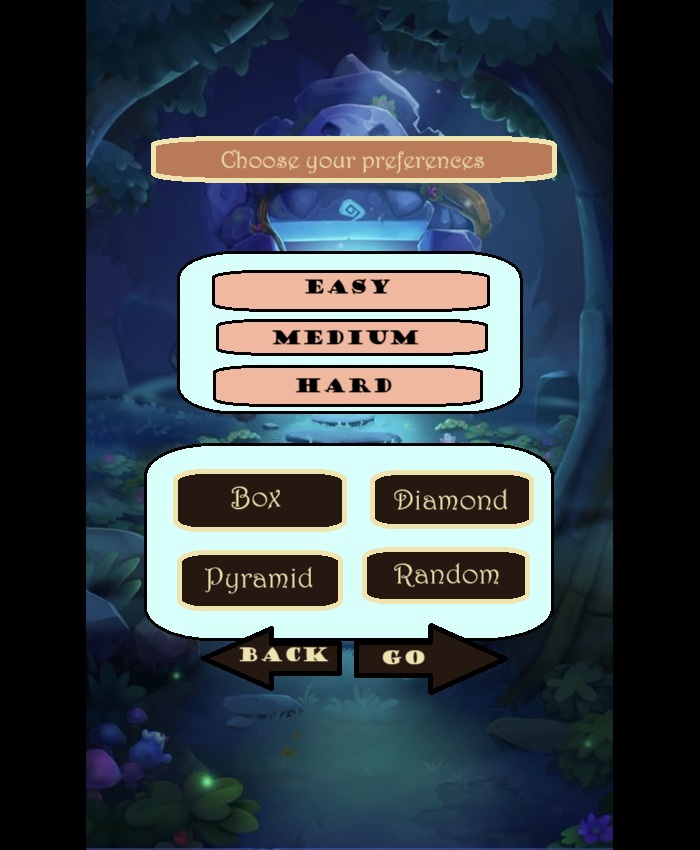 Choose your preferences
EASY
MEDIUM
HARD
Box
Diamond
Pyramid
Random
BACK
GO